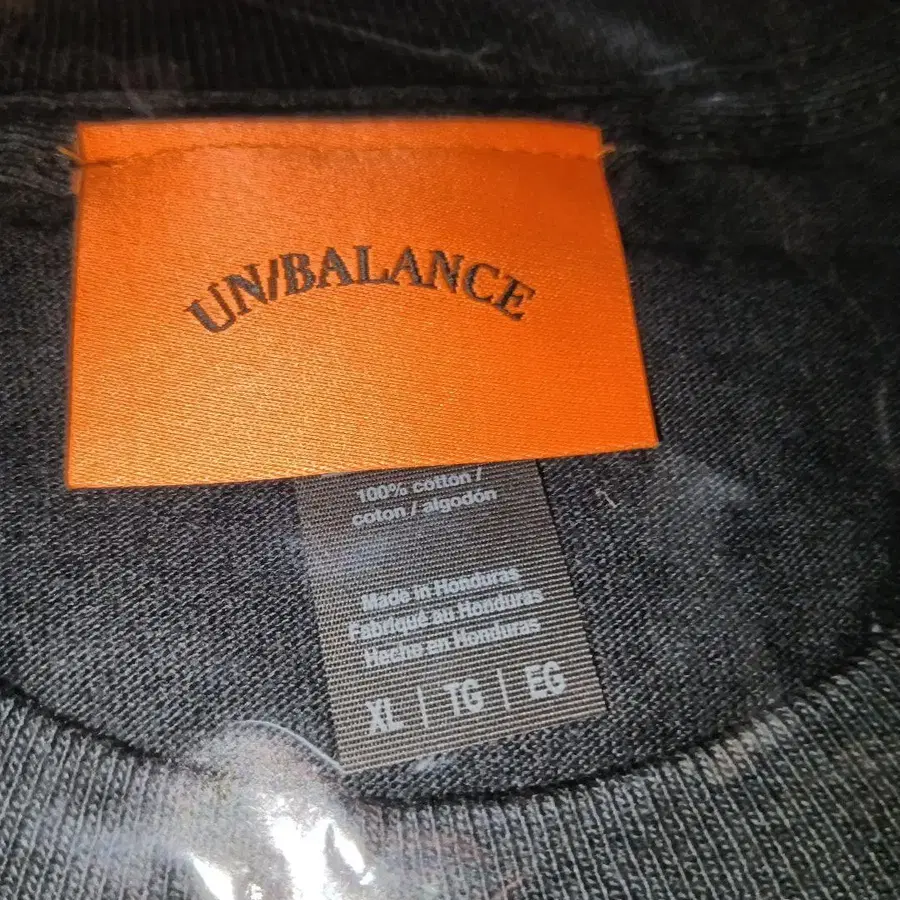 UN/BALANCE
100% cotton /
coton / algodón
Made in Honduras
Fabriqué au Honduras
Hecho en Honduras
XL | TG | EG